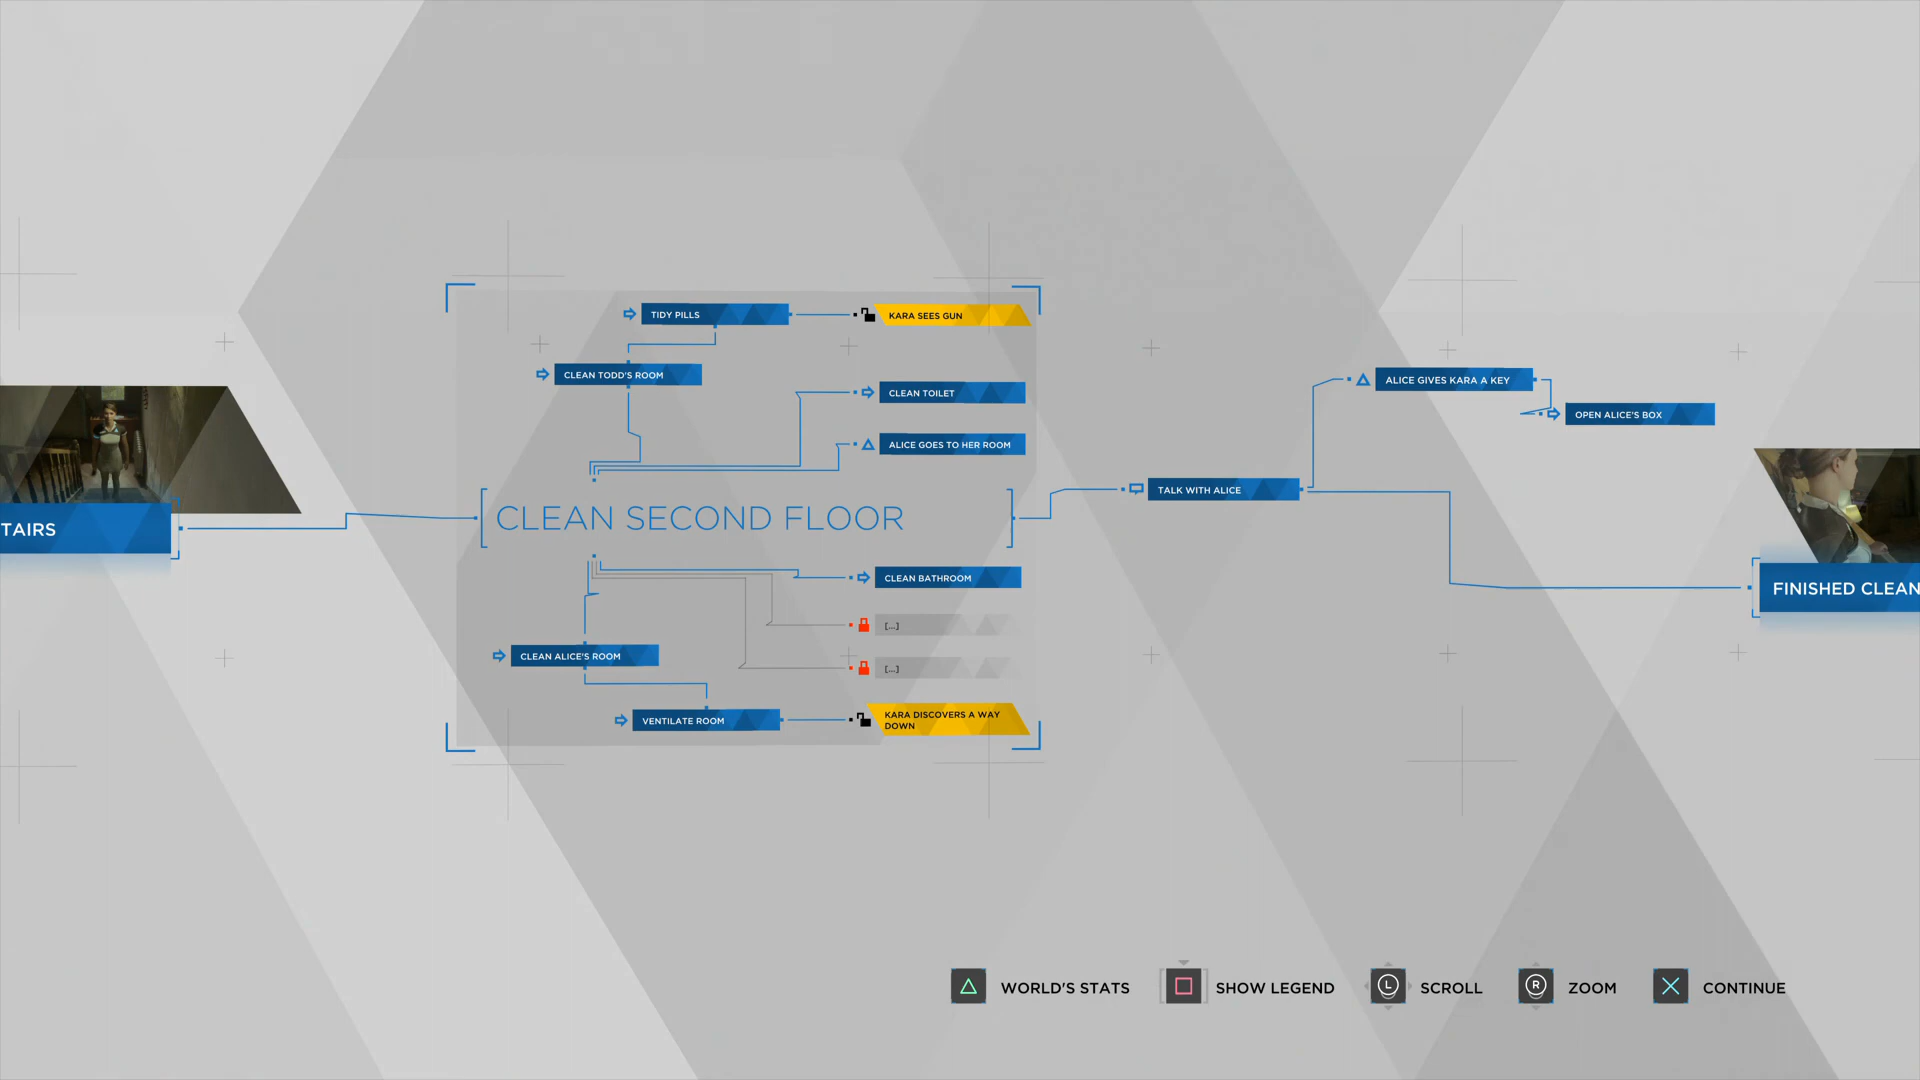 TIDY PILLS
KARA SEES GUN
CLEAN TODD'S ROOM
CLEAN TOILET
ALICE GOES TO HER ROOM
ALICE GIVES KARA A KEY
OPEN ALICE'S BOX
TALK WITH ALICE
TAIRS
CLEAN SECOND FLOOR
CLEAN BATHROOM
FINISHED CLEAN
[...]
CLEAN ALICE'S ROOM
[...]
VENTILATE ROOM
KARA DISCOVERS A WAY
DOWN
WORLD'S STATS
SHOW LEGEND
L
SCROLL
R
ZOOM
CONTINUE